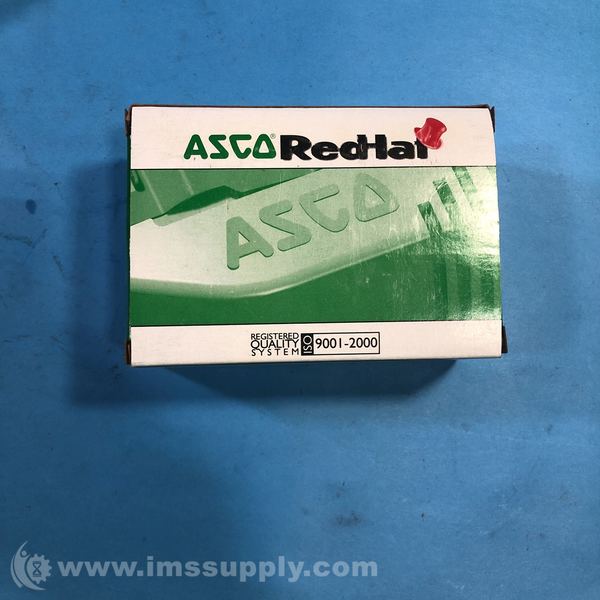 ASCO® RedHat
ASCO
REGISTERED
QUALITY
SYSTEM
ISO 9001-2000
www.imssupply.com